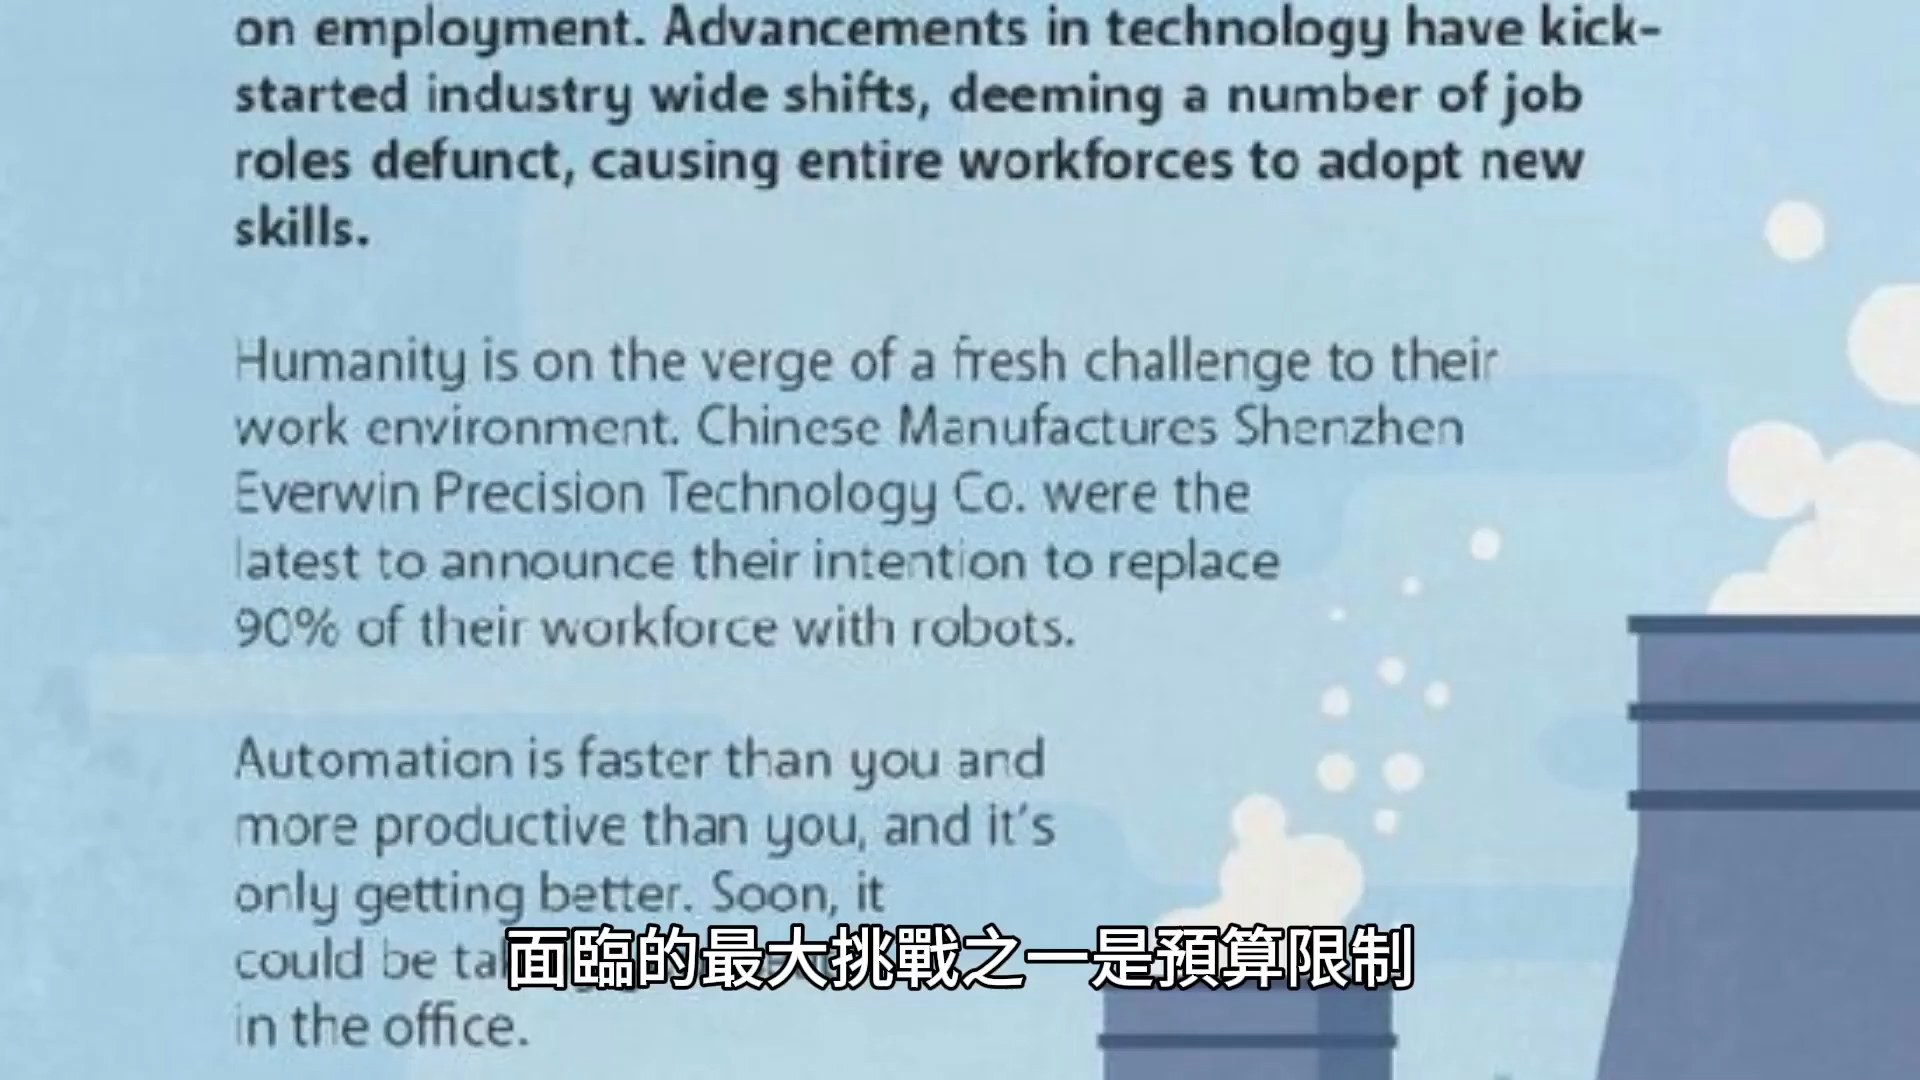 on employment. Advancements in technology have kick-
started industry wide shifts, deeming a number of job
roles defunct, causing entire workforces to adopt new
skills.
Humanity is on the verge of a fresh challenge to their
work environment. Chinese Manufactures Shenzhen
Everwin Precision Technology Co. were the
latest to announce their intention to replace
90% of their workforce with robots.
Automation is faster than you and
more productive than you, and it's
only getting better. Soon, it
could be
面臨的最大挑戰之一是預算限制
in the office.